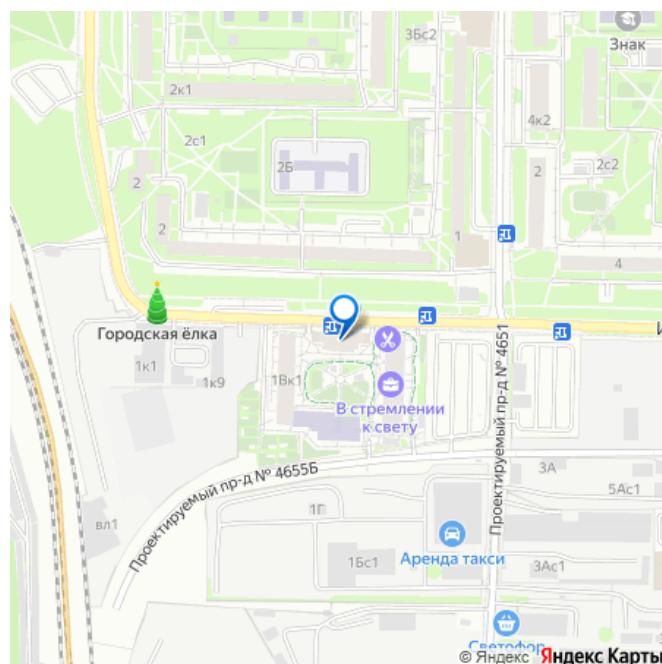 3Бс2
Знак
2к1
4к2
2с1
2Б
2с2
2
2
2
1
4
Городская ёлка
И
1к1
1к9
1Вк1
В стремлении
к свету
Проектируемый пр-д № 4651
Проектируемый пр-д № 4655Б
3А
5Ас1
1П
вл1
1Бс1
Аренда такси
3Ас1
Светофор
© Яндекс Яндекс Карты